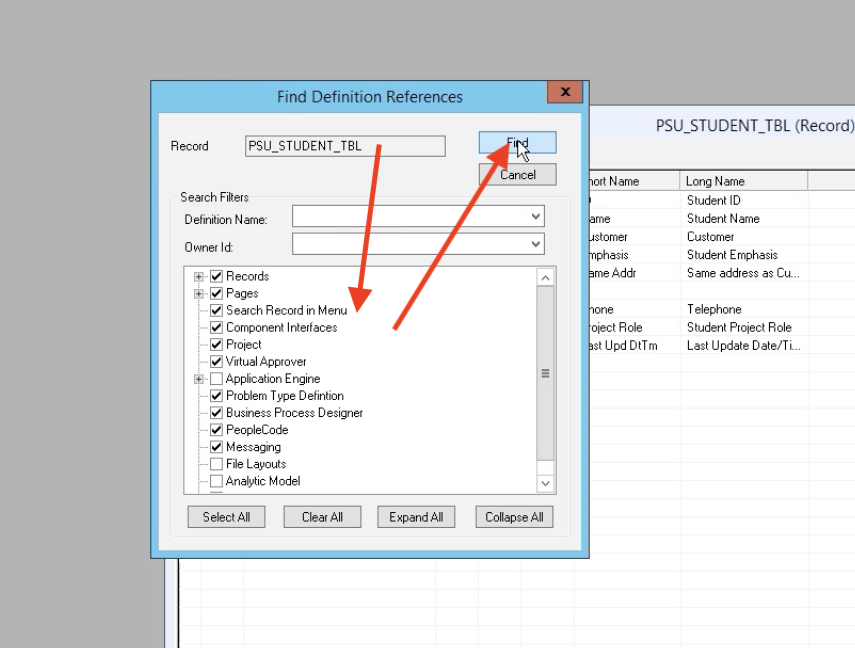 Find Definition References
x
PSU_STUDENT_TBL (Record)
Record
PSU_STUDENT_TBL
Find
Cancel
Search Filters
Definition Name:
Owner Id:
Records
Pages
Search Record in Menu
Component Interfaces
Project
Virtual Approver
Application Engine
Problem Type Defintion
Business Process Designer
PeopleCode
Messaging
File Layouts
Analytic Model
Select All
Clear All
Expand All
Collapse All
hort Name Long Name
Student ID
ame Student Name
ustomer Customer
mphasis Student Emphasis
ame Addr Same address as Cu...
hone Telephone
roject Role Student Project Role
ast Upd DtTm Last Update Date/Ti...